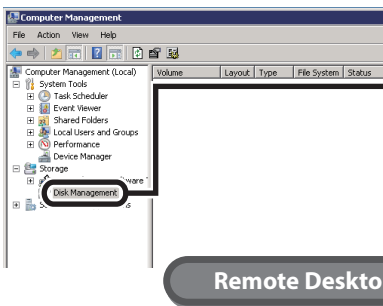 Computer Management
File Action View Help
Computer Management (Local)
Volume Layout Type File System Status
System Tools
Task Scheduler
Event Viewer
Shared Folders
Local Users and Groups
Performance
Device Manager
Storage
Disk Management
Remote Deskto